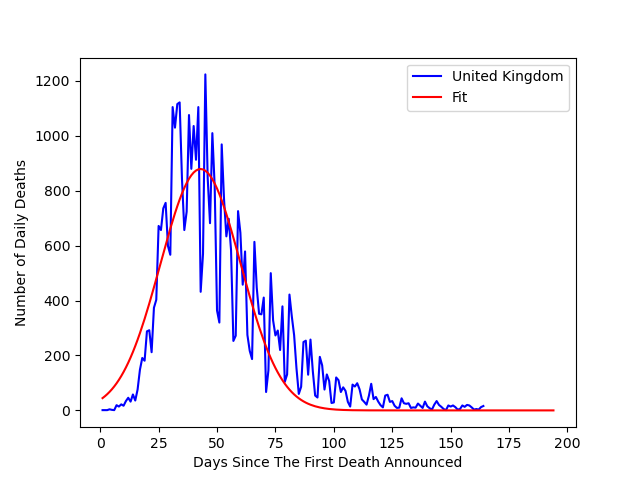 United Kingdom
Fit
Number of Daily Deaths
1200
1000
800
600
400
200
0
0 25 50 75 100 125 150 175 200
Days Since The First Death Announced